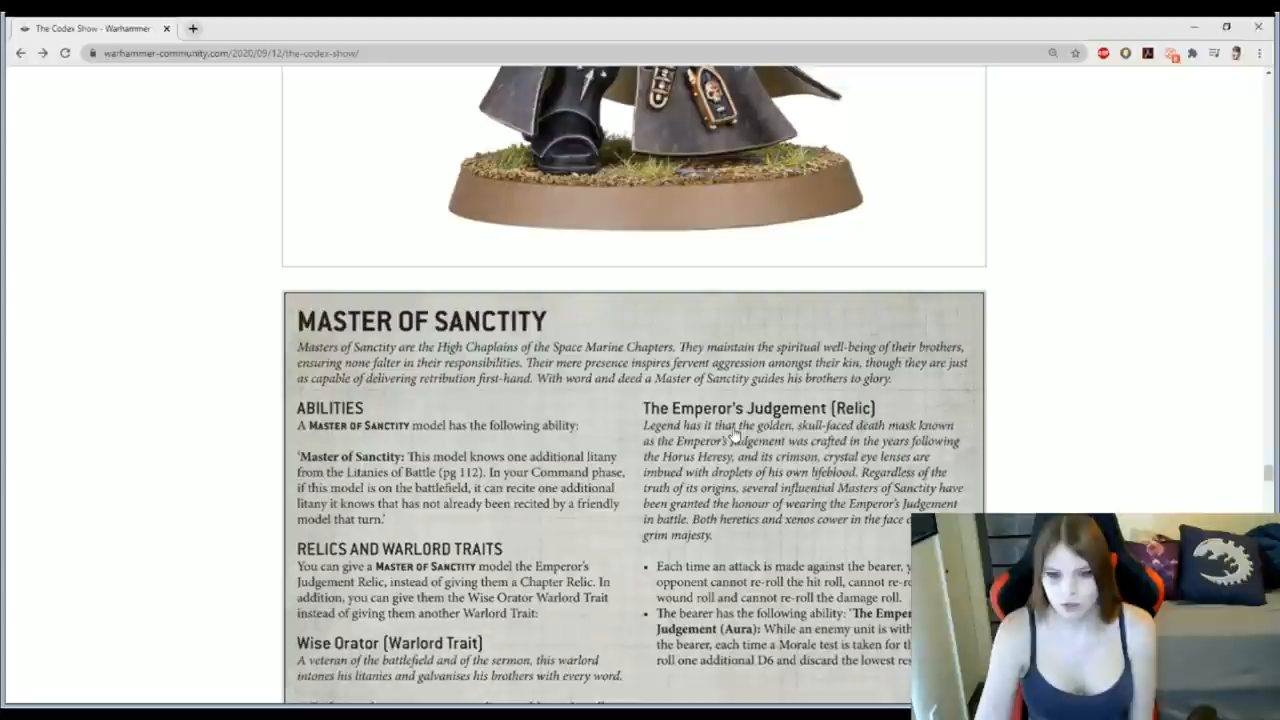 The Codex Show - Warhammer
warhammer-community.com/2020/09/12/the-codex-show/
MASTER OF SANCTITY
Masters of Sanctity are the High Chaplains of the Space Marine Chapters. They maintain the spiritual well-being of their brothers,
ensuring none falter in their responsibilities. Their mere presence inspires fervent aggression amongst their kin, though they are just
as capable of delivering retribution first-hand. With word and deed a Master of Sanctity guides his brothers to glory.
ABILITIES
A MASTER OF SANCTITY model has the following ability:
'Master of Sanctity: This model knows one additional litany
from the Litanies of Battle (pg 112). In your Command phase,
if this model is on the battlefield, it can recite one additional
litany it knows that has not already been recited by a friendly
model that turn.'
RELICS AND WARLORD TRAITS
You can give a MASTER OF SANCTITY model the Emperor's
Judgement Relic, instead of giving them a Chapter Relic. In
addition, you can give them the Wise Orator Warlord Trait
instead of giving them another Warlord Trait:
Wise Orator (Warlord Trait)
A veteran of the battlefield and of the sermon, this warlord
intones his litanies and galvanises his brothers with every word.
The Emperor's Judgement (Relic)
Legend has it that the golden, skull-faced death mask known
as the Emperor's Judgement was crafted in the years following
the Horus Heresy, and its crimson, crystal eye lenses are
imbued with droplets of his own lifeblood. Regardless of the
truth of its origins, several influential Masters of Sanctity have
been granted the honour of wearing the Emperor's Judgement
in battle. Both heretics and xenos cower in the face
grim majesty.
• Each time an attack is made against the bearer,
opponent cannot re-roll the hit roll, cannot
wound roll and cannot re-roll the damage roll.
• The bearer has the following ability: 'The
Judgement (Aura): While an enemy unit is
the bearer, each time a Morale test is taken for
roll one additional D6 and discard the lowest